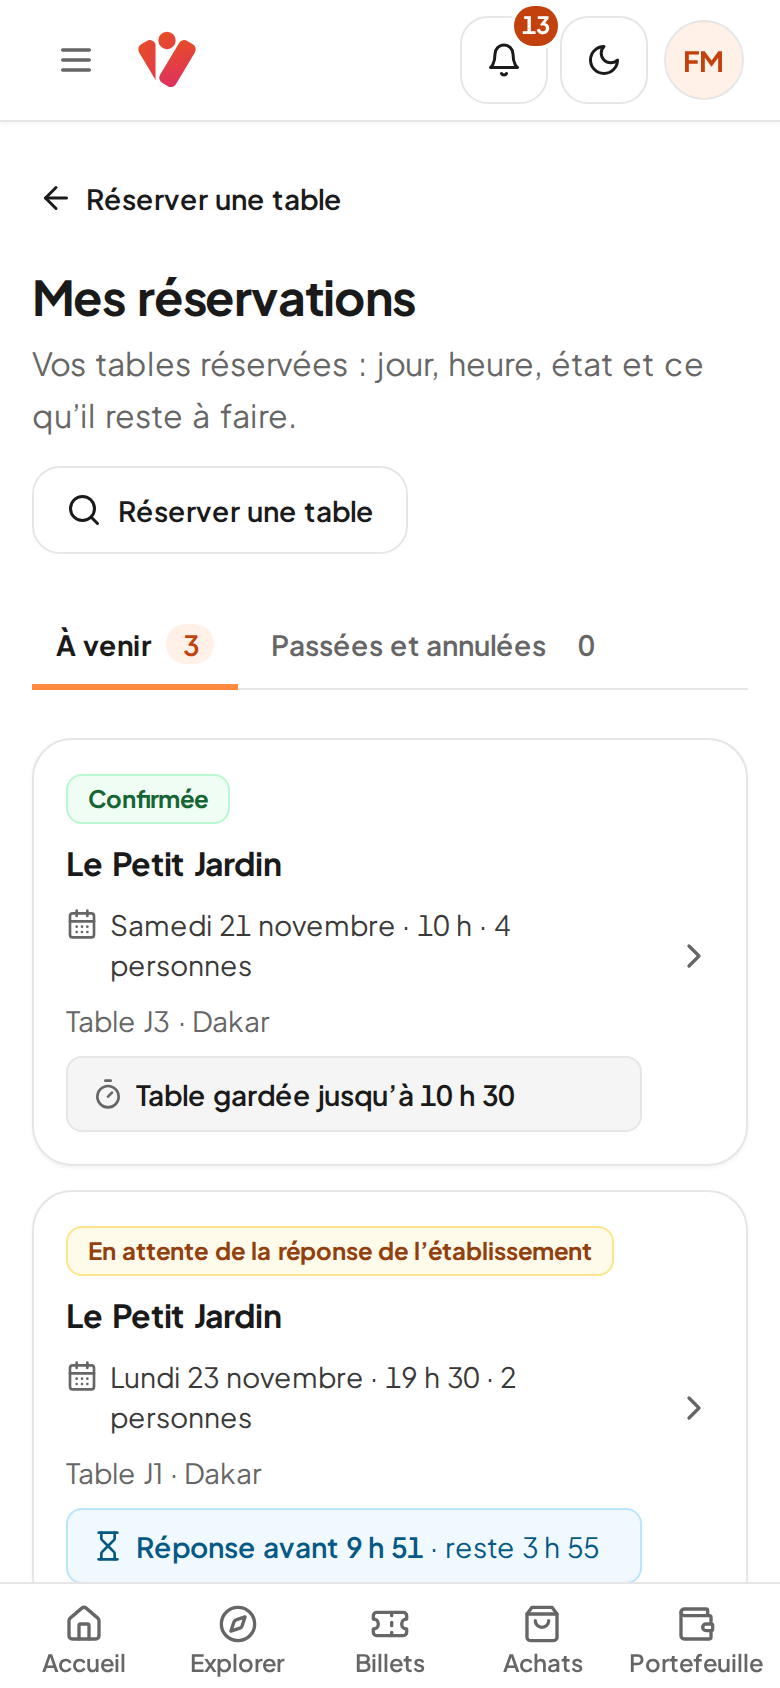 13
FM
Réserver une table
Mes réservations
Vos tables réservées : jour, heure, état et ce
qu’il reste à faire.
Réserver une table
À venir 3 Passées et annulées 0
Confirmée
Le Petit Jardin
Samedi 21 novembre · 10 h · 4
personnes
Table J3 · Dakar
Table gardée jusqu’à 10 h 30
En attente de la réponse de l’établissement
Le Petit Jardin
Lundi 23 novembre · 19 h 30 · 2
personnes
Table J1 · Dakar
Réponse avant 9 h 51 · reste 3 h 55
Accueil Explorer Billets Achats Portefeuille